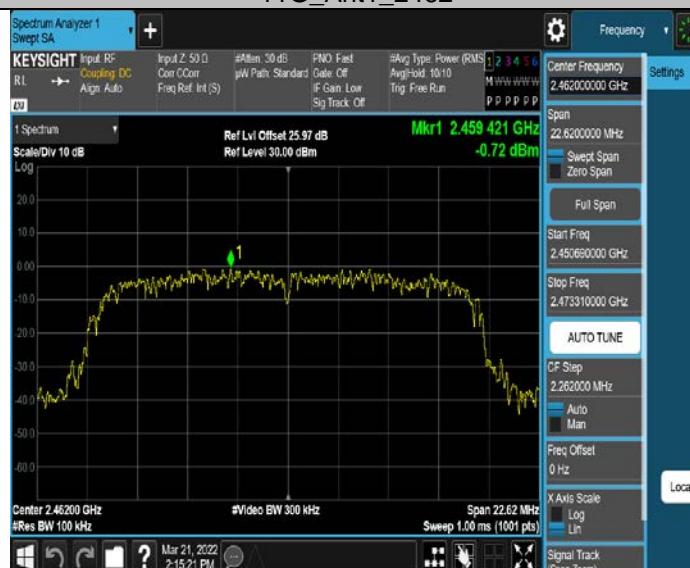 Spectrum Analyzer 1
Swept SA
+
Frequency
KEYSIGHT
RL
Input: RF
Coupling: DC
Align: Auto
Input Z: 50 Ω
Corr CCorr
Freq Ref: Int (S)
#Atten: 30 dB
µW Path: Standard
PNO: Fast
Gate: Off
IF Gain: Low
Sig Track: Off
#Avg Type: Power (RMS
Avg|Hold: 10/10
Trig: Free Run
1 2 3 4 5 6
M W W W W W
P P P P P P
1 Spectrum
Scale/Div 10 dB
Log
Ref Lvl Offset 25.97 dB
Ref Level 30.00 dBm
Mkr1 2.459 421 GHz
-0.72 dBm
20.0
10.0
0.00
-10.0
-20.0
-30.0
-40.0
-50.0
-60.0
1
Center 2.46200 GHz
#Res BW 100 kHz
#Video BW 300 kHz
Span 22.62 MHz
Sweep 1.00 ms (1001 pts)
?
Mar 21, 2022
2:15:21 PM
Center Frequency
2.462000000 GHz
Settings
Span
22.6200000 MHz
Swept Span
Zero Span
Full Span
Start Freq
2.450690000 GHz
Stop Freq
2.473310000 GHz
AUTO TUNE
CF Step
2.262000 MHz
Auto
Man
Freq Offset
0 Hz
X Axis Scale
Log
Lin
Loca
Signal Track
(Span Zoom)